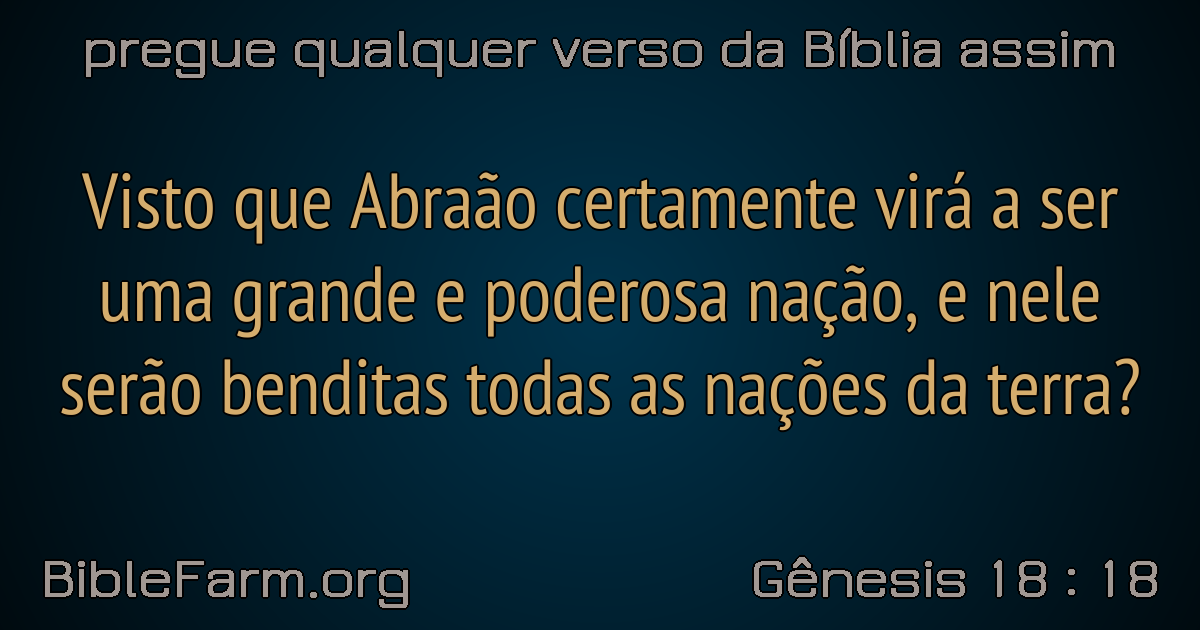 pregue qualquer verso da Bíblia assim
Visto que Abraão certamente virá a ser
uma grande e poderosa nação, e nele
serão benditas todas as nações da terra?
BibleFarm.org
Gênesis 18 : 18